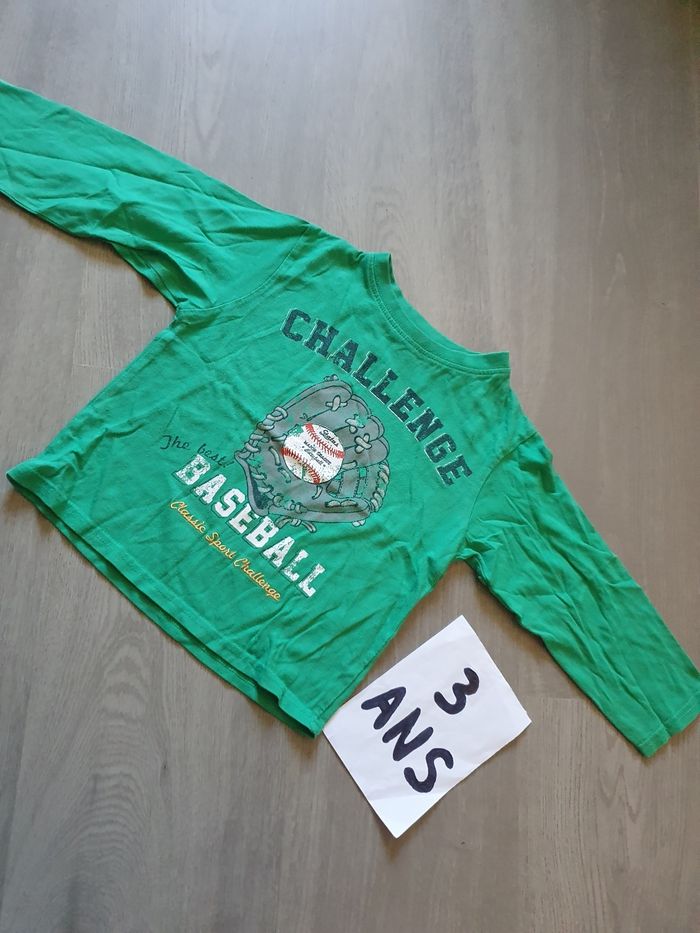 CHALLENGE
The best
BASEBALL
Classic Sport Challenge
3
ANS